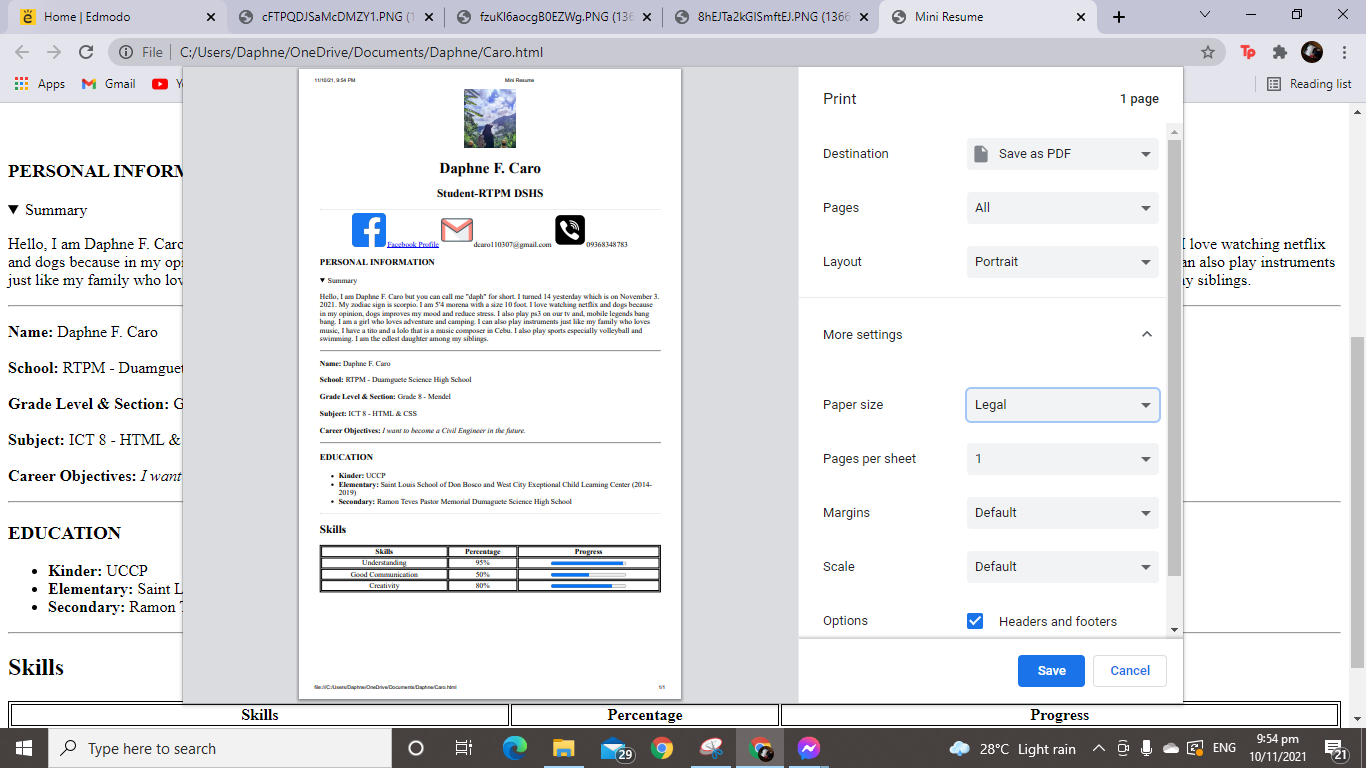 Home | Edmodo
cFTPQDJSaMcDMZY1.PNG (1
fzuKl6aocgB0EZWg.PNG (136
8hEJTa2kGlSmftEJ.PNG (1366
Mini Resume
File
C:/Users/Daphne/OneDrive/Documents/Daphne/Caro.html
Apps
Gmail
Y
Reading list
PERSONAL INFORM
Summary
Hello, I am Daphne F. Caro
and dogs because in my opi
just like my family who lov
I love watching netflix
an also play instruments
y siblings.
Name: Daphne F. Caro
School: RTPM - Duamguete
Grade Level & Section: G
Subject: ICT 8 - HTML &
Career Objectives: I want
EDUCATION
Kinder: UCCP
Elementary: Saint L
Secondary: Ramon T
Skills
Skills
Percentage
Progress
11/10/21, 9:54 PM
Mini Resume
Daphne F. Caro
Student-RTPM DSHS
Facebook Profile
dcaro110307@gmail.com
09368348783
PERSONAL INFORMATION
Summary
Hello, I am Daphne F. Caro but you can call me "daph" for short. I turned 14 yesterday which is on November 3.
2021. My zodiac sign is scorpio. I am 5'4 morena with a size 10 foot. I love watching netflix and dogs because
in my opinion, dogs improves my mood and reduce stress. I also play ps3 on our tv and, mobile legends bang
bang. I am a girl who loves adventure and camping. I can also play instruments just like my family who loves
music, I have a tito and a lolo that is a music composer in Cebu. I also play sports especially volleyball and
swimming. I am the edlest daughter among my siblings.
Name: Daphne F. Caro
School: RTPM - Duamguete Science High School
Grade Level & Section: Grade 8 - Mendel
Subject: ICT 8 - HTML & CSS
Career Objectives: I want to become a Civil Engineer in the future.
EDUCATION
Kinder: UCCP
Elementary: Saint Louis School of Don Bosco and West City Exeptional Child Learning Center (2014-
2019)
Secondary: Ramon Teves Pastor Memorial Dumaguete Science High School
Skills
Skills Percentage Progress
Understanding 95%
Good Communication 50%
Creativity 80%
file:///C:/Users/Daphne/OneDrive/Documents/Daphne/Caro.html
1/1
Print
1 page
Destination
Save as PDF
Pages
All
Layout
Portrait
More settings
Paper size
Legal
Pages per sheet
1
Margins
Default
Scale
Default
Options
Headers and footers
Save
Cancel
Type here to search
29
28°C Light rain
ENG
9:54 pm
10/11/2021
21